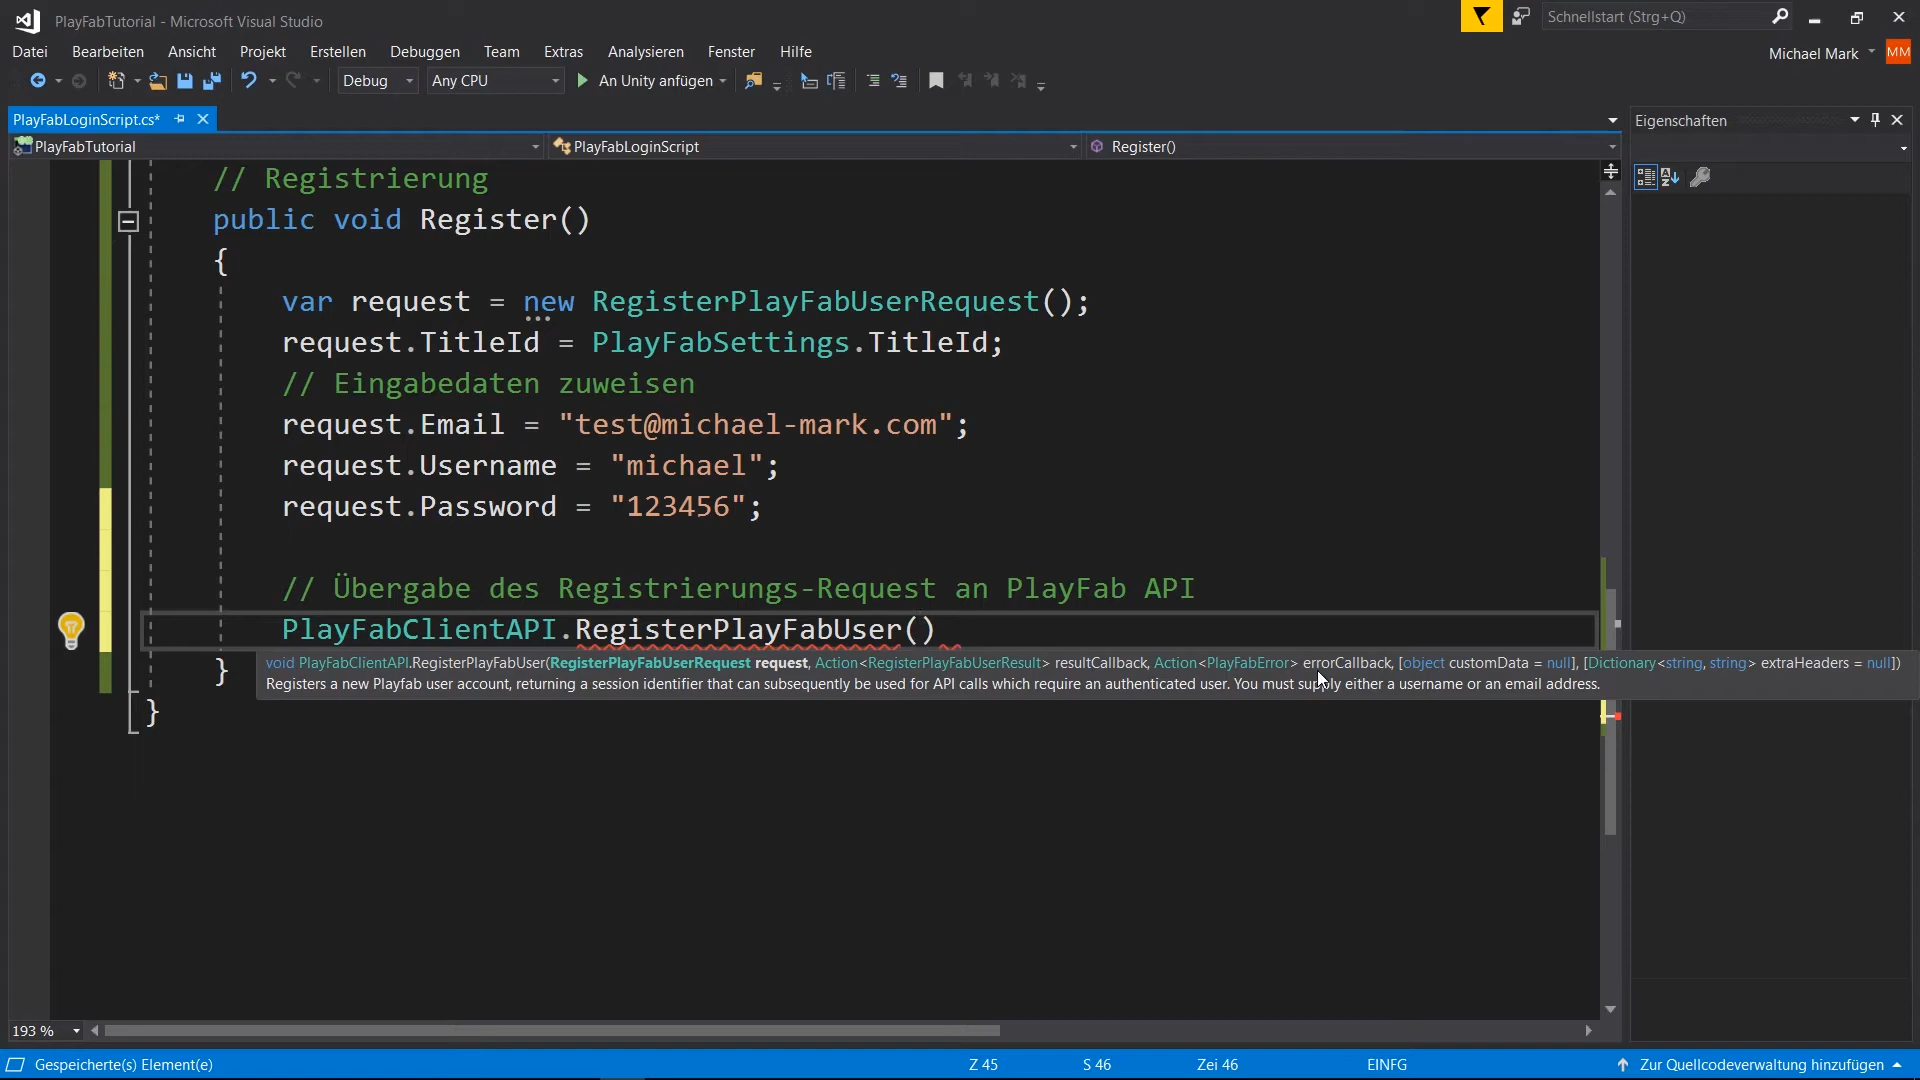 PlayFabTutorial - Microsoft Visual Studio
Schnellstart (Strg+Q)
Datei Bearbeiten Ansicht Projekt Erstellen Debuggen Team Extras Analysieren Fenster Hilfe
Michael Mark MM
Debug Any CPU An Unity anfügen
PlayFabLoginScript.cs*
Eigenschaften
PlayFabTutorial PlayFabLoginScript Register()
// Registrierung
public void Register()
{
var request = new RegisterPlayFabUserRequest();
request.TitleId = PlayFabSettings.TitleId;
// Eingabedaten zuweisen
request.Email = "test@michael-mark.com";
request.Username = "michael";
request.Password = "123456";
// Übergabe des Registrierungs-Request an PlayFab API
PlayFabClientAPI.RegisterPlayFabUser()
void PlayFabClientAPI.RegisterPlayFabUser(RegisterPlayFabUserRequest request, Action<RegisterPlayFabUserResult> resultCallback, Action<PlayFabError> errorCallback, [object customData = null], [Dictionary<string, string> extraHeaders = null])
Registers a new Playfab user account, returning a session identifier that can subsequently be used for API calls which require an authenticated user. You must supply either a username or an email address.
}
}
193 %
Gespeicherte(s) Element(e) Z 45 S 46 Zei 46 EINFG Zur Quellcodeverwaltung hinzufügen